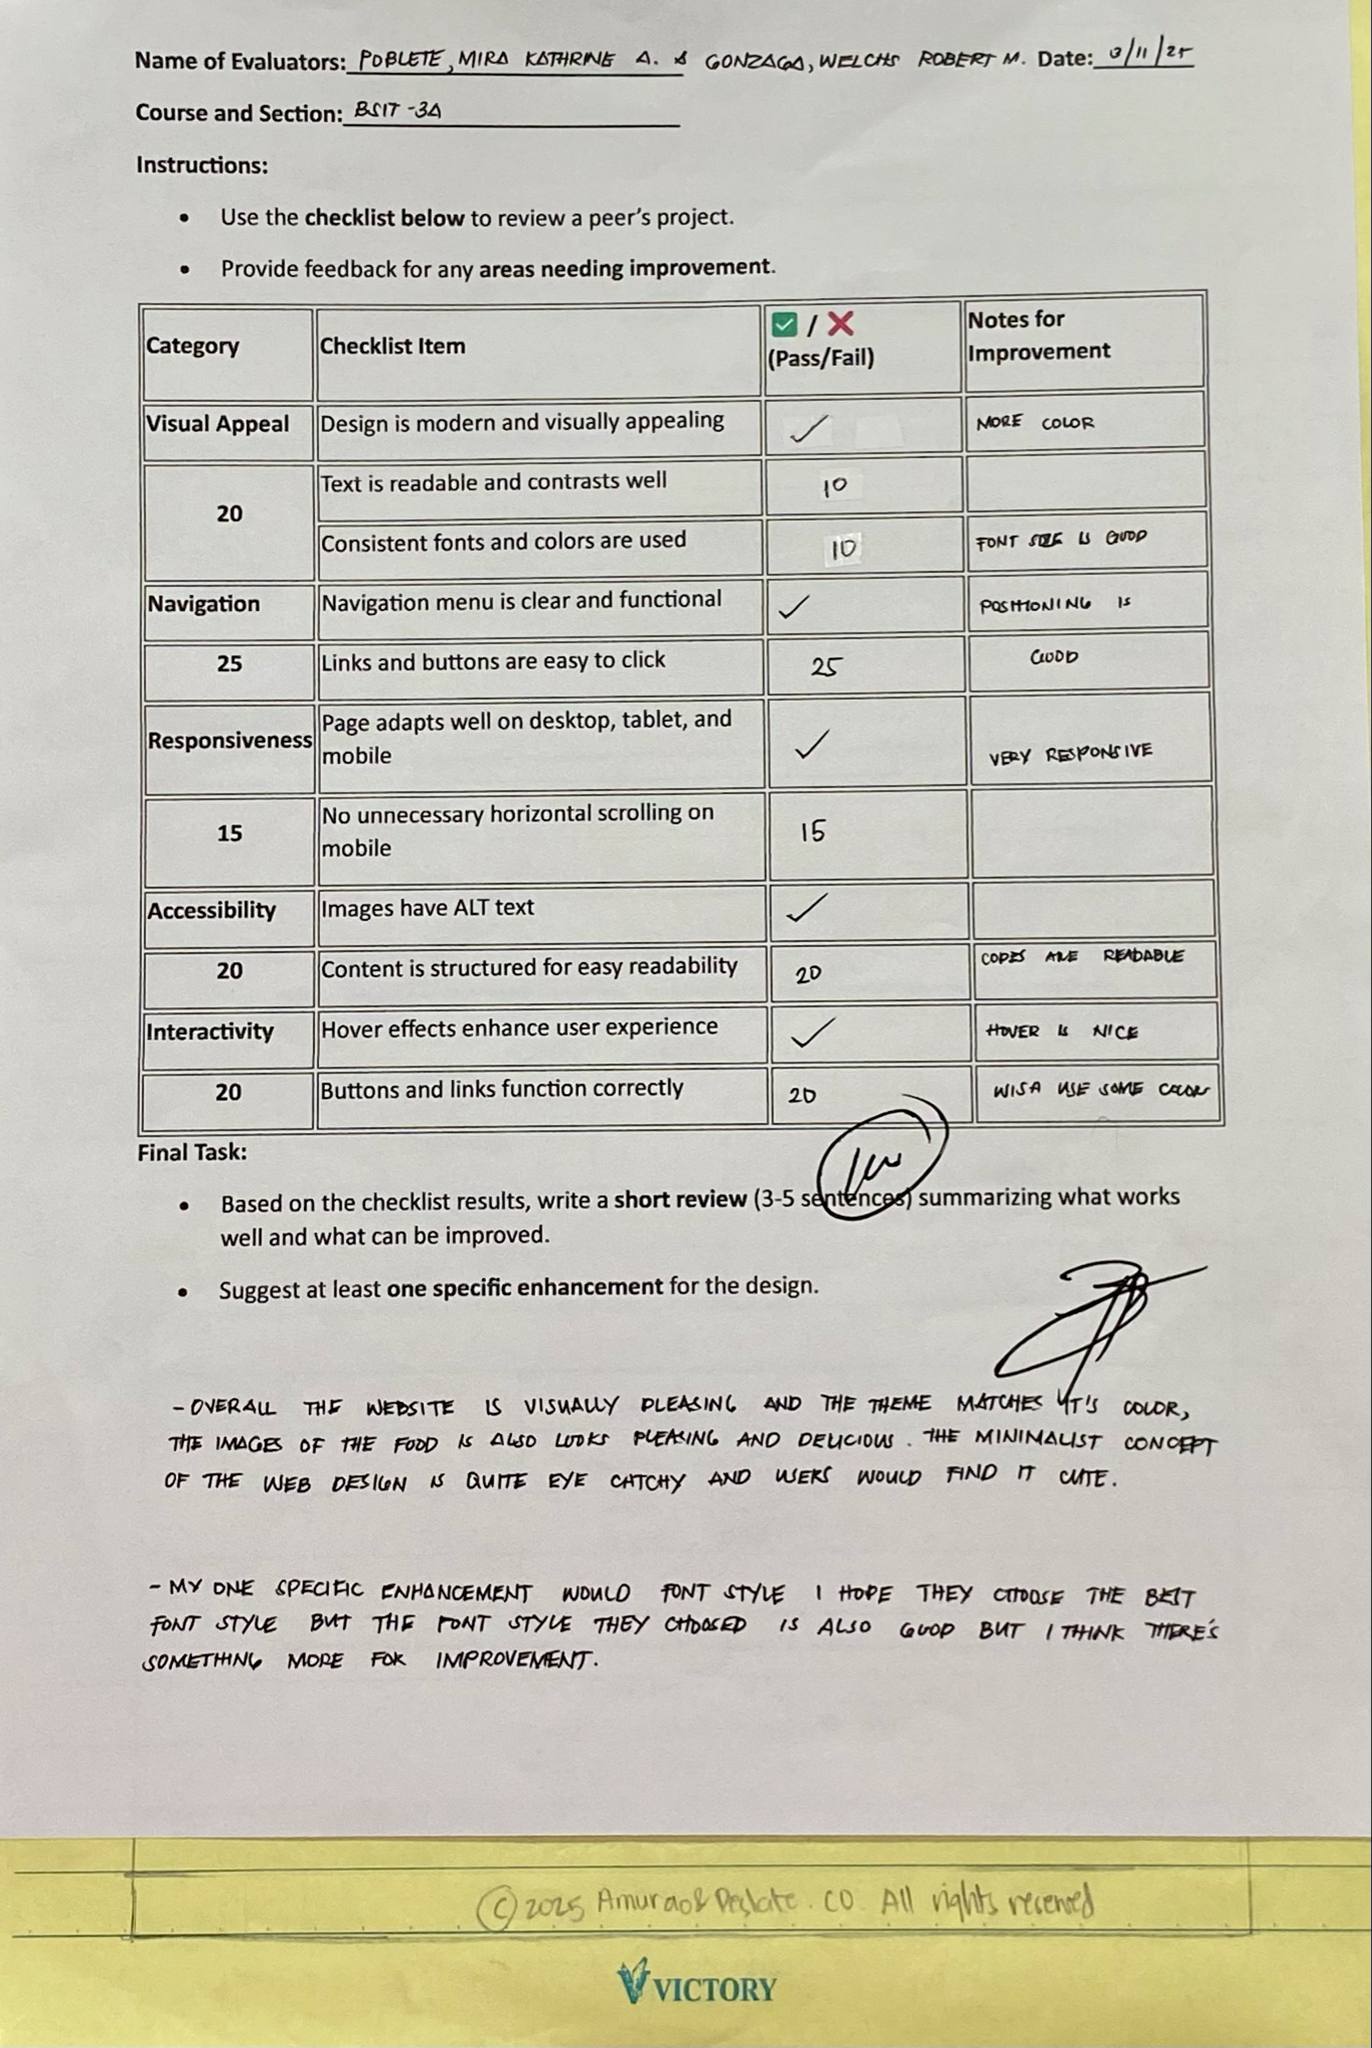 Name of Evaluators: POBLETE, MIRA KATHRINE A. & GONZAGA, WELCHS ROBERT M. Date: 3/11/25
Course and Section: BSIT-3A
Instructions:
• Use the checklist below to review a peer's project.
• Provide feedback for any areas needing improvement.
Category Checklist Item ✅ / ❌ (Pass/Fail) Notes for Improvement
Visual Appeal Design is modern and visually appealing ✓ MORE COLOR
20 Text is readable and contrasts well 10
Consistent fonts and colors are used 10 FONT SIZE IS GOOD
Navigation Navigation menu is clear and functional ✓ POSITIONING IS
25 Links and buttons are easy to click 25 GOOD
Responsiveness Page adapts well on desktop, tablet, and
mobile ✓ VERY RESPONSIVE
15 No unnecessary horizontal scrolling on
mobile 15
Accessibility Images have ALT text ✓
20 Content is structured for easy readability 20 CODES ARE READABLE
Interactivity Hover effects enhance user experience ✓ HOVER IS NICE
20 Buttons and links function correctly 20 USE SOME COLOR
Final Task:
• Based on the checklist results, write a short review (3-5 sentences) summarizing what works
well and what can be improved.
• Suggest at least one specific enhancement for the design.
- OVERALL THE WEBSITE IS VISUALLY PLEASING AND THE THEME MATCHES IT'S COLOR,
THE IMAGES OF THE FOOD IS ALSO LOOKS PLEASING AND DELICIOUS. THE MINIMALIST CONCEPT
OF THE WEB DESIGN IS QUITE EYE CATCHY AND USERS WOULD FIND IT CUTE.
- MY ONE SPECIFIC ENHANCEMENT WOULD FONT STYLE I HOPE THEY CHOOSE THE BEST
FONT STYLE BUT THE FONT STYLE THEY CHOOSED IS ALSO GOOD BUT I THINK THERE'S
SOMETHING MORE FOR IMPROVEMENT.
© 2025 Amurao& Deslate. CO. All rights reserved
VICTORY